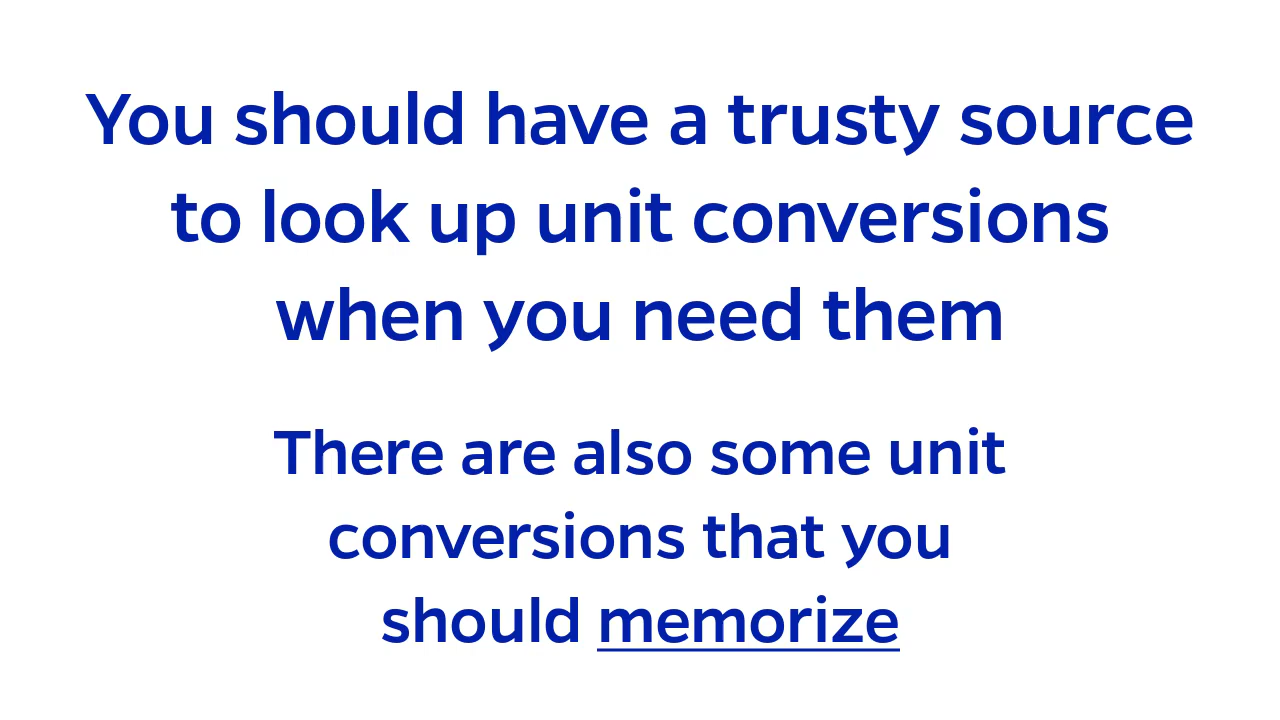 You should have a trusty source
to look up unit conversions
when you need them
There are also some unit
conversions that you
should memorize